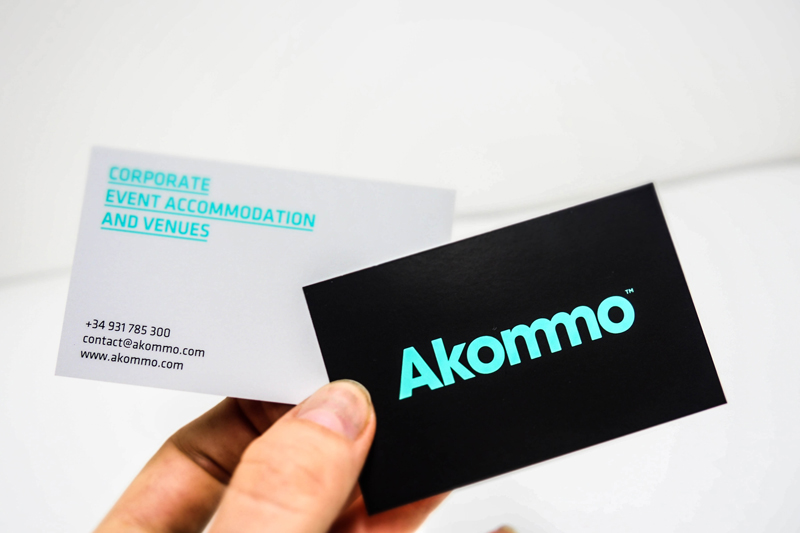 CORPORATE
EVENT ACCOMMODATION
AND VENUES
+34 931 785 300
contact@akommo.com
www.akommo.com
Akommo™